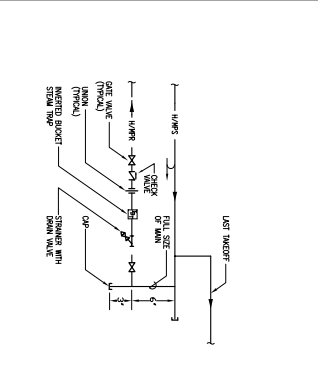 LAST TAKEOFF
H/MPS
FULL SIZE
OF MAIN
CHECK
VALVE
H/MPR
GATE VALVE
(TYPICAL)
UNION
(TYPICAL)
INVERTED BUCKET
STEAM TRAP
STRAINER WITH
DRAIN VALVE
CAP
3"
6"